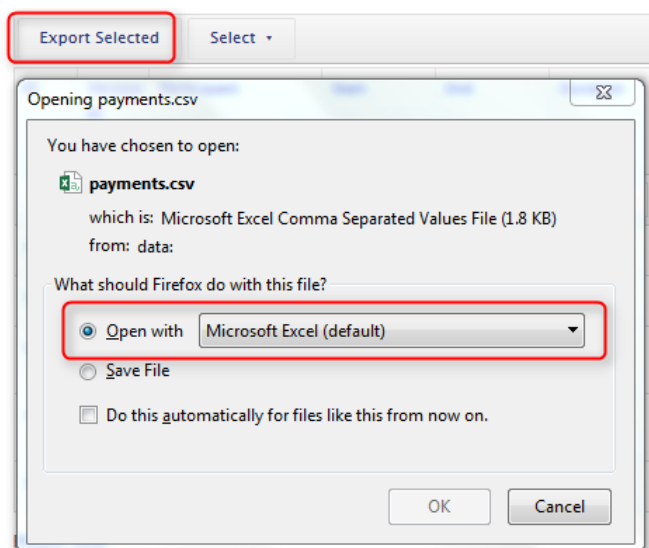 Export Selected Select
Opening payments.csv
You have chosen to open:
payments.csv
which is: Microsoft Excel Comma Separated Values File (1.8 KB)
from: data:
What should Firefox do with this file?
Open with Microsoft Excel (default)
Save File
Do this automatically for files like this from now on.
OK Cancel